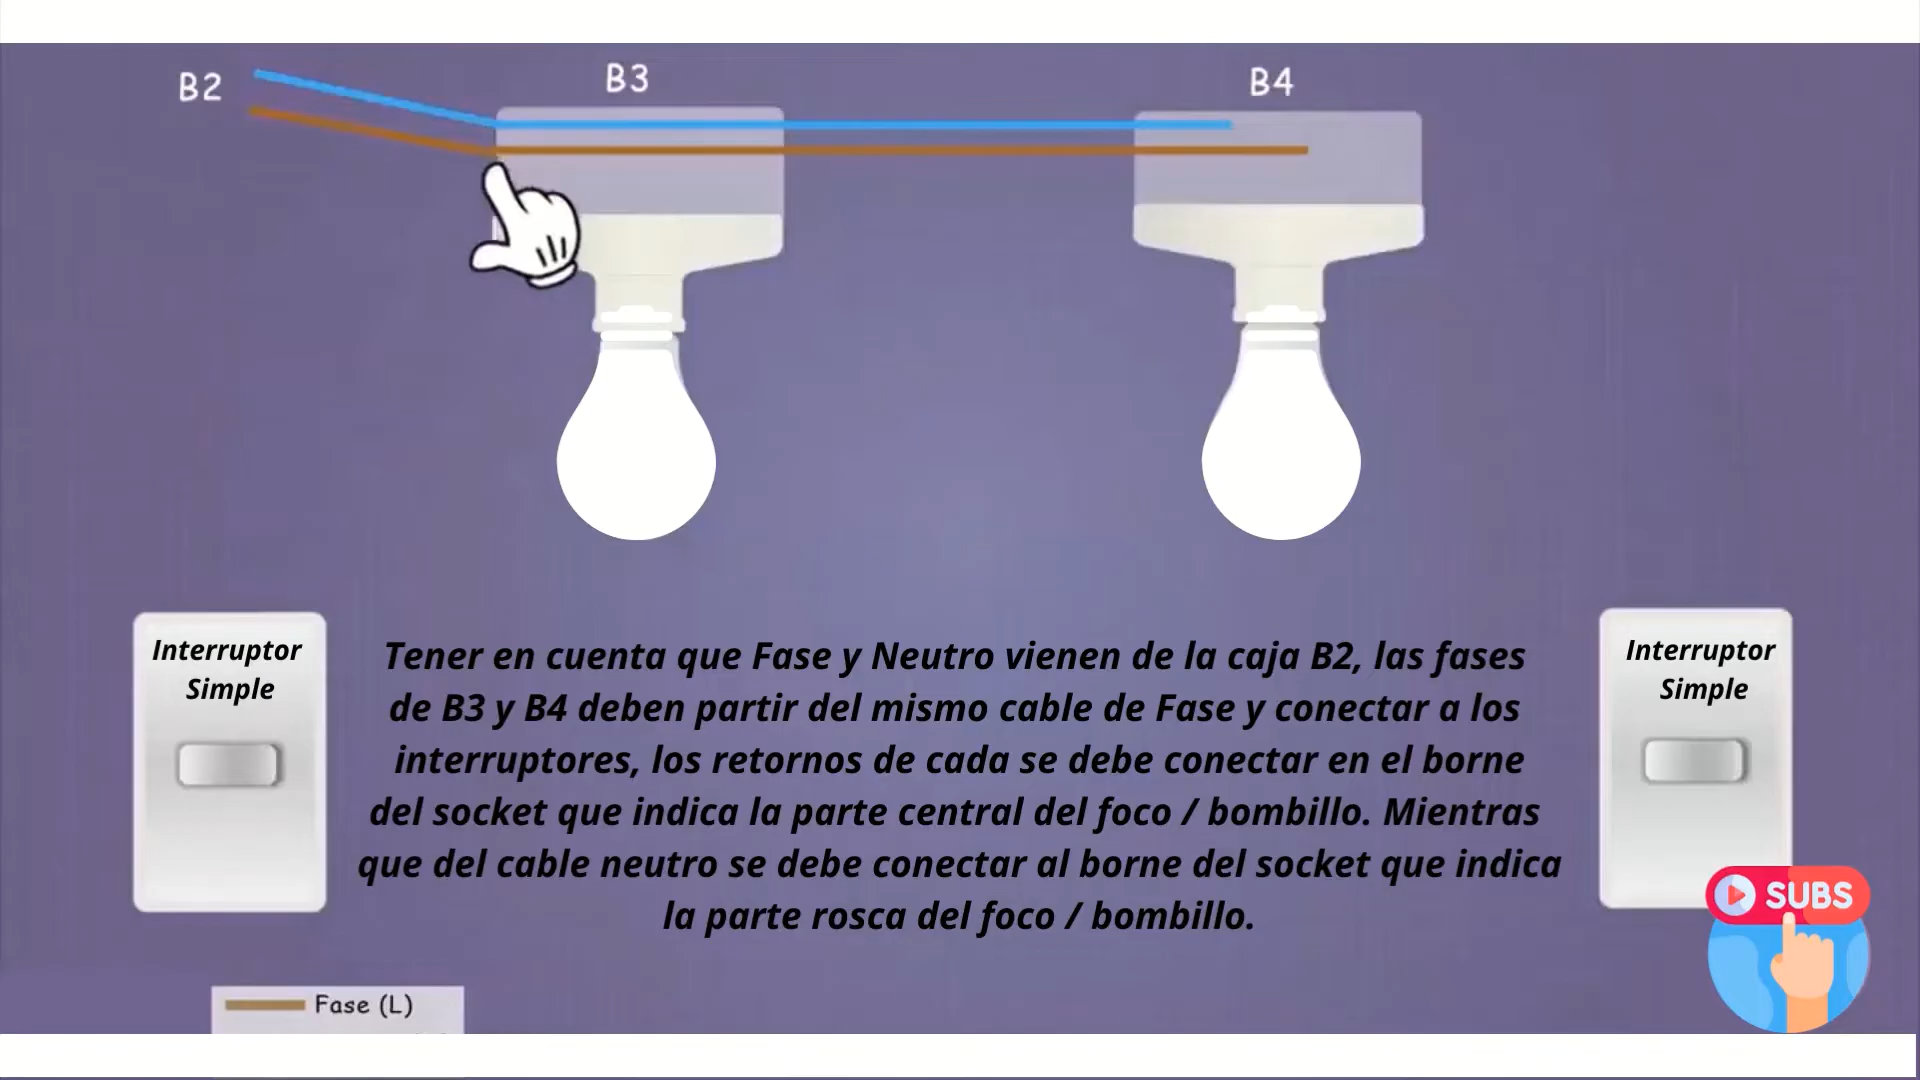 B2
B3
B4
Interruptor
Simple
Tener en cuenta que Fase y Neutro vienen de la caja B2, las fases
de B3 y B4 deben partir del mismo cable de Fase y conectar a los
interruptores, los retornos de cada se debe conectar en el borne
del socket que indica la parte central del foco / bombillo. Mientras
que del cable neutro se debe conectar al borne del socket que indica
la parte rosca del foco / bombillo.
Interruptor
Simple
SUBS
Fase (L)